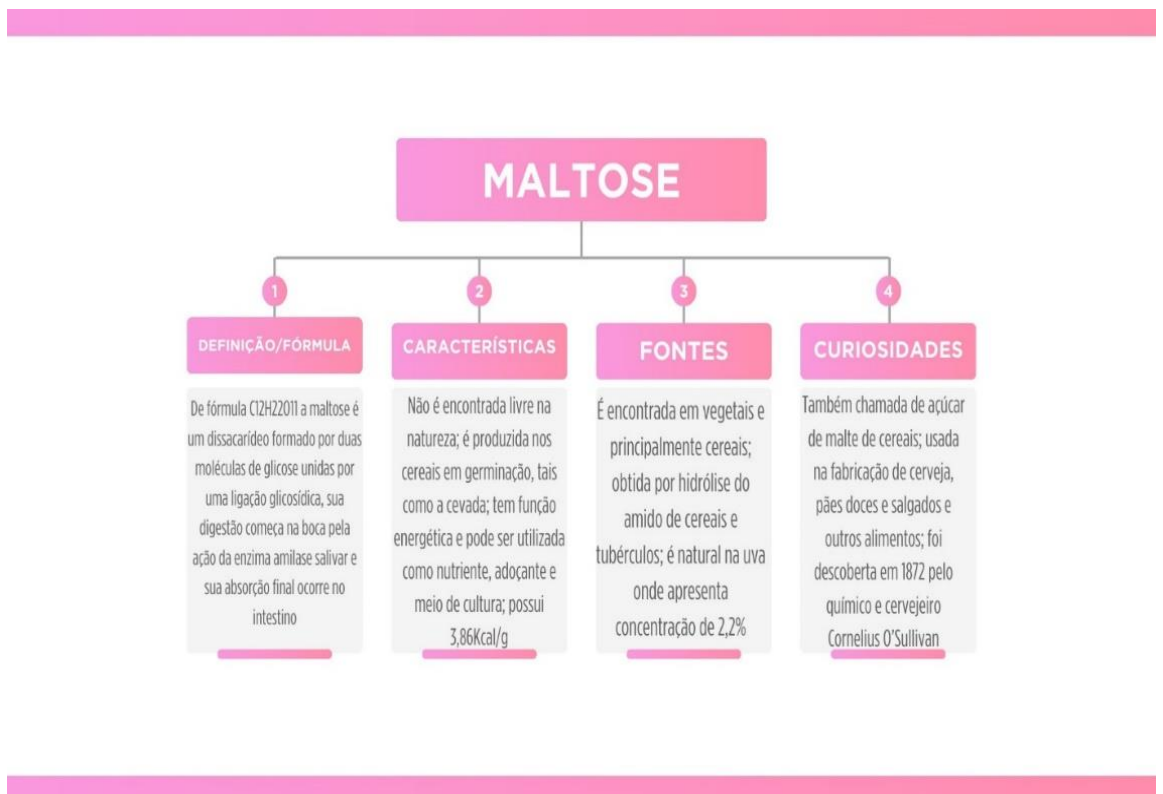 MALTOSE
1
DEFINIÇÃO/FÓRMULA
De fórmula C12H22011 a maltose é
um dissacarídeo formado por duas
moléculas de glicose unidas por
uma ligação glicosídica, sua
digestão começa na boca pela
ação da enzima amilase salivar e
sua absorção final ocorre no
intestino
2
CARACTERÍSTICAS
Não é encontrada livre na
natureza; é produzida nos
cereais em germinação, tais
como a cevada; tem função
energética e pode ser utilizada
como nutriente, adoçante e
meio de cultura; possui
3,86Kcal/g
3
FONTES
É encontrada em vegetais e
principalmente cereais;
obtida por hidrólise do
amido de cereais e
tubérculos; é natural na uva
onde apresenta
concentração de 2,2%
4
CURIOSIDADES
Também chamada de açúcar
de malte de cereais; usada
na fabricação de cerveja,
pães doces e salgados e
outros alimentos; foi
descoberta em 1872 pelo
químico e cervejeiro
Cornelius O'Sullivan